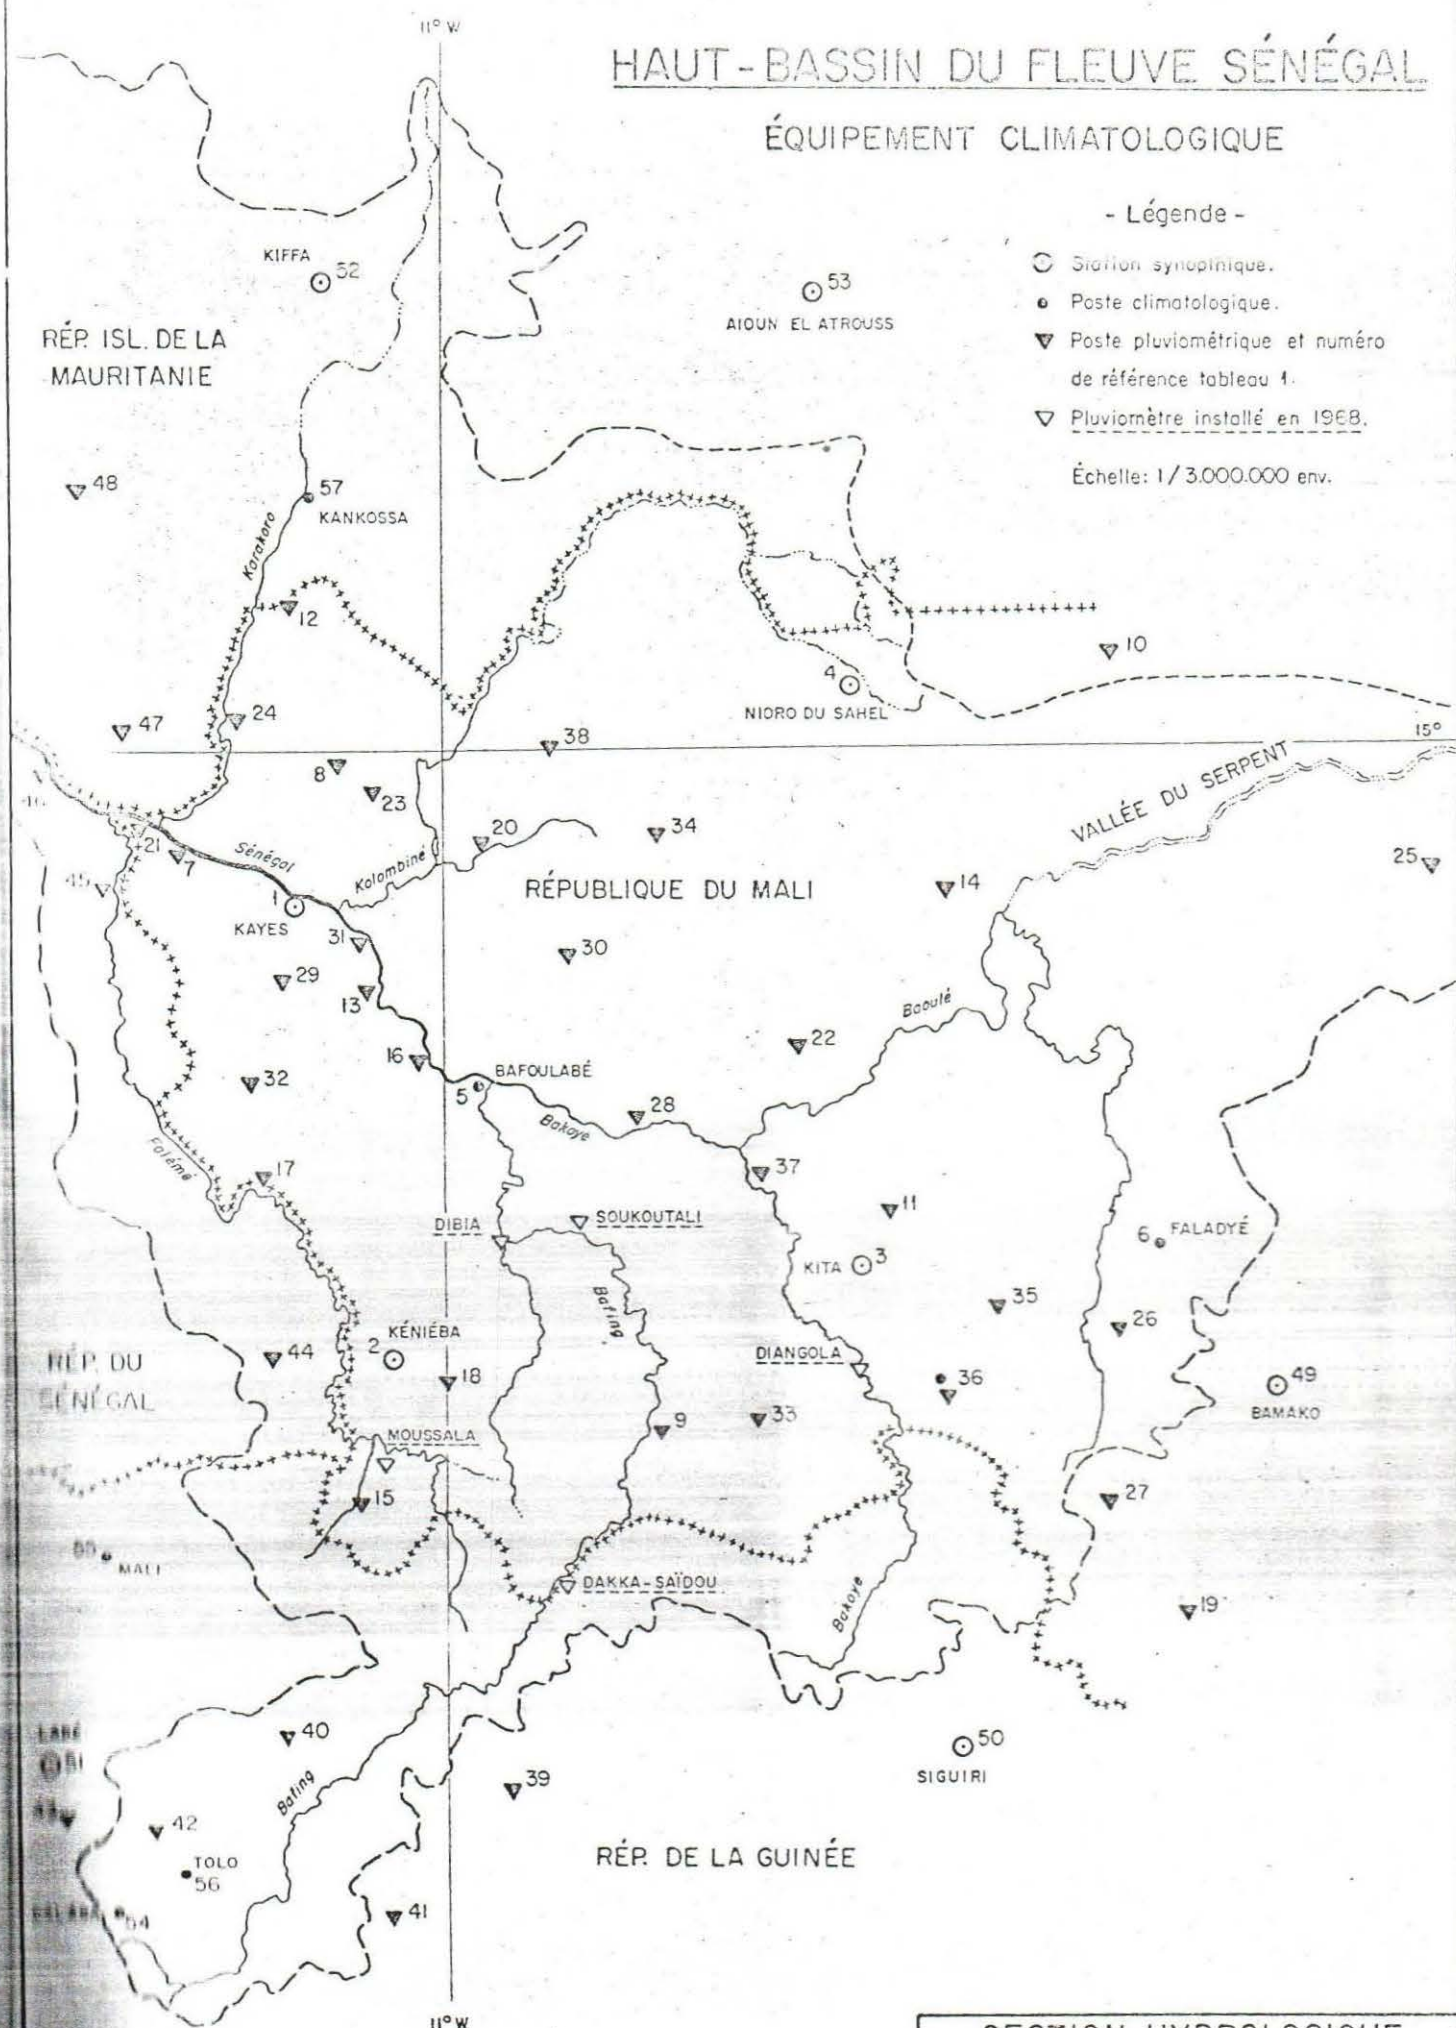 11° W
HAUT-BASSIN DU FLEUVE SÉNÉGAL
ÉQUIPEMENT CLIMATOLOGIQUE
- Légende -
Station synoptique.
Poste climatologique.
Poste pluviométrique et numéro
de référence tableau 1.
Pluviomètre installé en 1968.
Échelle: 1/3.000.000 env.
KIFFA
52
53
AIOUN EL ATROUSS
RÉP. ISL. DE LA
MAURITANIE
48
57
KANKOSSA
Karakoro
12
10
4
NIORO DU SAHEL
47
24
38
15°
8
23
VALLÉE DU SERPENT
46
21
7
Sénégal
Kolombiné
20
34
25
45
1
KAYES
RÉPUBLIQUE DU MALI
14
31
30
29
13
Baoulé
22
16
BAFOULABÉ
5
32
28
Bakoye
Falémé
17
37
11
DIBIA
SOUKOUTALI
6
FALADYÉ
KITA
3
Bafing
35
26
44
KÉNIÉBA
2
18
DIANGOLA
36
49
BAMAKO
RÉP. DU
SÉNÉGAL
MOUSSALA
9
33
15
27
MALI
DAKKA-SAÏDOU
Bakoye
19
LABÉ
51
40
50
SIGUIRI
39
Bafing
42
TOLO
56
RÉP. DE LA GUINÉE
54
41
11° W
SECTION HYDROLOGIQUE